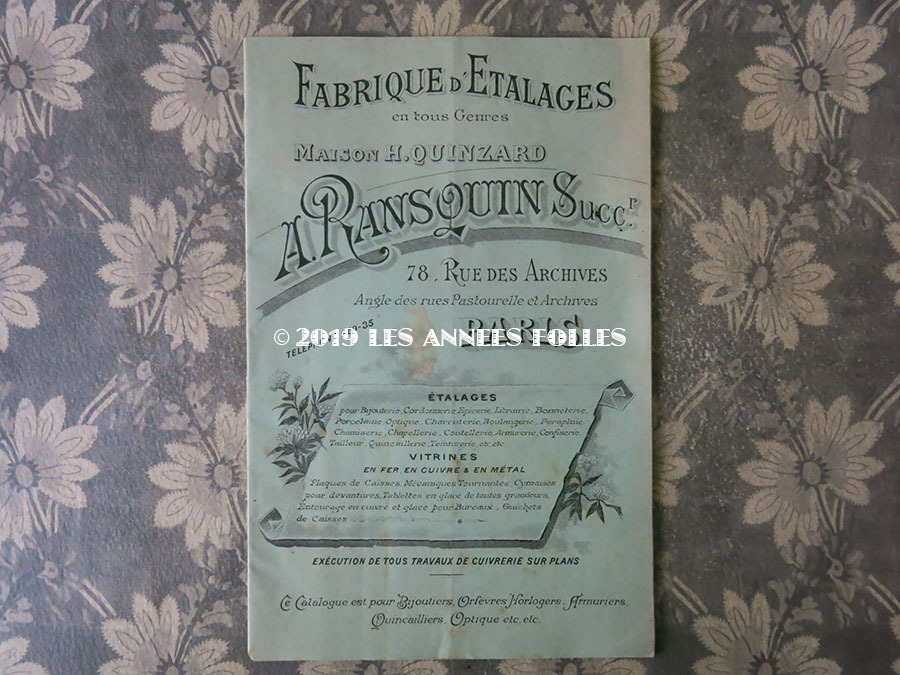 FABRIQUE D'ETALAGES
en tous Genres
MAISON H. QUINZARD
A. RANSQUIN Succ.r
78, RUE DES ARCHIVES
Angle des rues Pastourelle et Archives
PARIS
© 2019 LES ANNEES FOLLES
ÉTALAGES
pour Bijouterie, Cordonnerie, Epicerie, Librairie, Bonneterie,
Porcelaine, Optique, Charcuterie, Boulangerie, Parapluie,
Chemiserie, Chapellerie, Coutellerie, Armurerie, Confiserie,
Tailleur, Quincaillerie, Teinturerie, etc. etc.
VITRINES
EN FER, EN CUIVRE & EN MÉTAL
Plaques de Caisses, Mécaniques Tournantes, Cymaises
pour devantures, Tablettes en glace de toutes grandeurs,
Entourage en cuivre et glace pour Bureaux, Guichets
de Caisses
EXÉCUTION DE TOUS TRAVAUX DE CUIVRERIE SUR PLANS
Ce Catalogue est pour Bijoutiers, Orfèvres, Horlogers, Armuriers,
Quincailliers, Optique etc. etc.